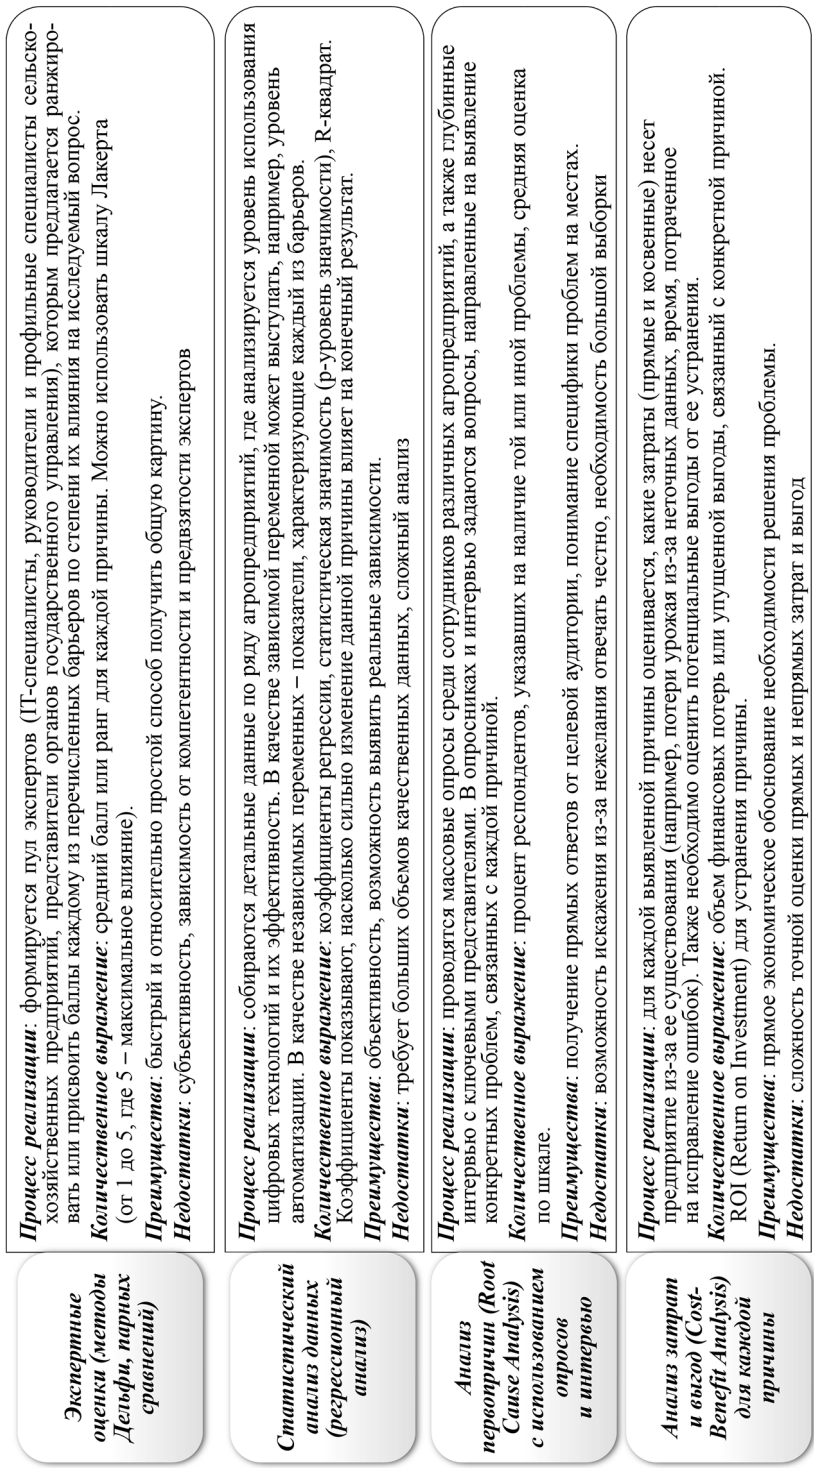 Экспертные
оценки (методы
Дельфи, парных
сравнений)
Процесс реализации: формируется пул экспертов (IT-специалисты, руководители и профильные специалисты сельско-
хозяйственных предприятий, представители органов государственного управления), которым предлагается ранжиро-
вать или присвоить баллы каждому из перечисленных барьеров по степени их влияния на исследуемый вопрос.
Количественное выражение: средний балл или ранг для каждой причины. Можно использовать шкалу Лакерта
(от 1 до 5, где 5 – максимальное влияние).
Преимущества: быстрый и относительно простой способ получить общую картину.
Недостатки: субъективность, зависимость от компетентности и предвзятости экспертов
Статистический
анализ данных
(регрессионный
анализ)
Процесс реализации: собираются детальные данные по ряду агропредприятий, где анализируется уровень использования
цифровых технологий и их эффективность. В качестве зависимой переменной может выступать, например, уровень
автоматизации. В качестве независимых переменных – показатели, характеризующие каждый из барьеров.
Количественное выражение: коэффициенты регрессии, статистическая значимость (p-уровень значимости), R-квадрат.
Коэффициенты показывают, насколько сильно изменение данной причины влияет на конечный результат.
Преимущества: объективность, возможность выявить реальные зависимости.
Недостатки: требует больших объемов качественных данных, сложный анализ
Анализ
первопричин (Root
Cause Analysis)
с использованием
опросов
и интервью
Процесс реализации: проводятся массовые опросы среди сотрудников различных агропредприятий, а также глубинные
интервью с ключевыми представителями. В опросниках и интервью задаются вопросы, направленные на выявление
конкретных проблем, связанных с каждой причиной.
Количественное выражение: процент респондентов, указавших на наличие той или иной проблемы, средняя оценка
по шкале.
Преимущества: получение прямых ответов от целевой аудитории, понимание специфики проблем на местах.
Недостатки: возможность искажения из-за нежелания отвечать честно, необходимость большой выборки
Анализ затрат
и выгод (Cost-
Benefit Analysis)
для каждой
причины
Процесс реализации: для каждой выявленной причины оценивается, какие затраты (прямые и косвенные) несет
предприятие из-за ее существования (например, потери урожая из-за неточных данных, время, потраченное
на исправление ошибок). Также необходимо оценить потенциальные выгоды от ее устранения.
Количественное выражение: объем финансовых потерь или упущенной выгоды, связанный с конкретной причиной.
ROI (Return on Investment) для устранения причины.
Преимущества: прямое экономическое обоснование необходимости решения проблемы.
Недостатки: сложность точной оценки прямых и непрямых затрат и выгод